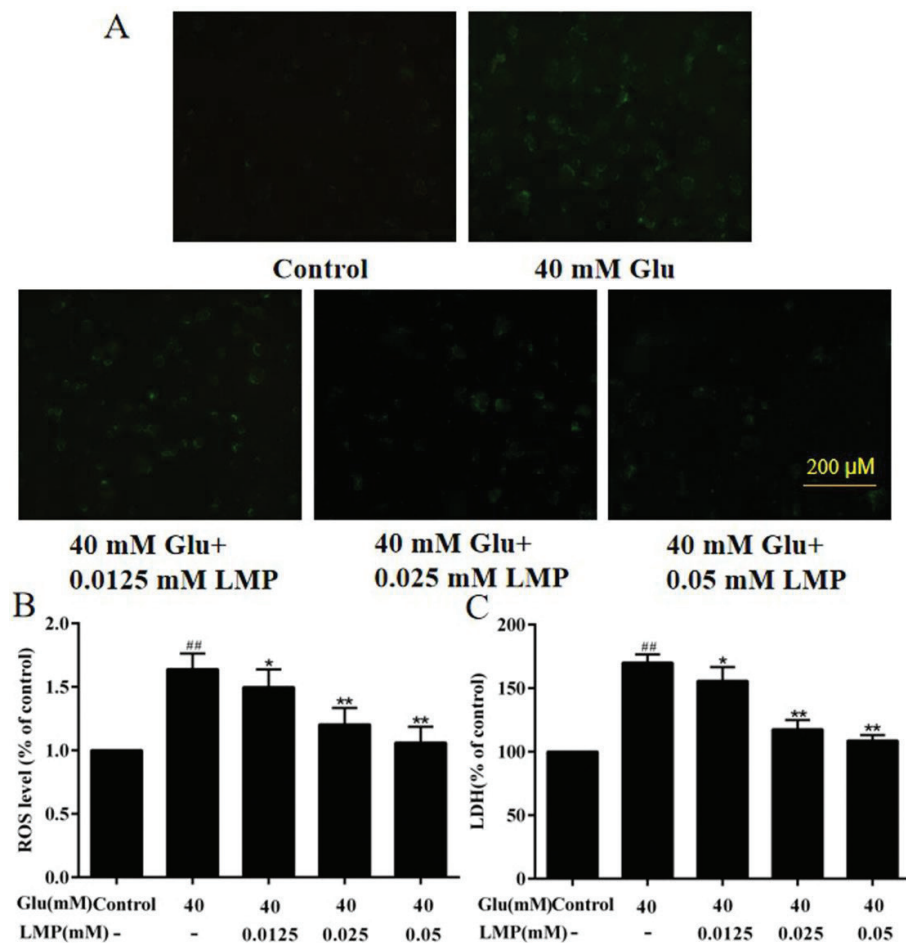 A
Control
40 mM Glu
200 µM
40 mM Glu+
0.0125 mM LMP
40 mM Glu+
0.025 mM LMP
40 mM Glu+
0.05 mM LMP
B
ROS level (% of control)
2.0
1.5
1.0
0.5
0.0
##
*
**
**
Glu(mM)Control 40 40 40 40
LMP(mM) - - 0.0125 0.025 0.05
C
LDH(% of control)
200
150
100
50
0
##
*
**
**
Glu(mM)Control 40 40 40 40
LMP(mM) - - 0.0125 0.025 0.05